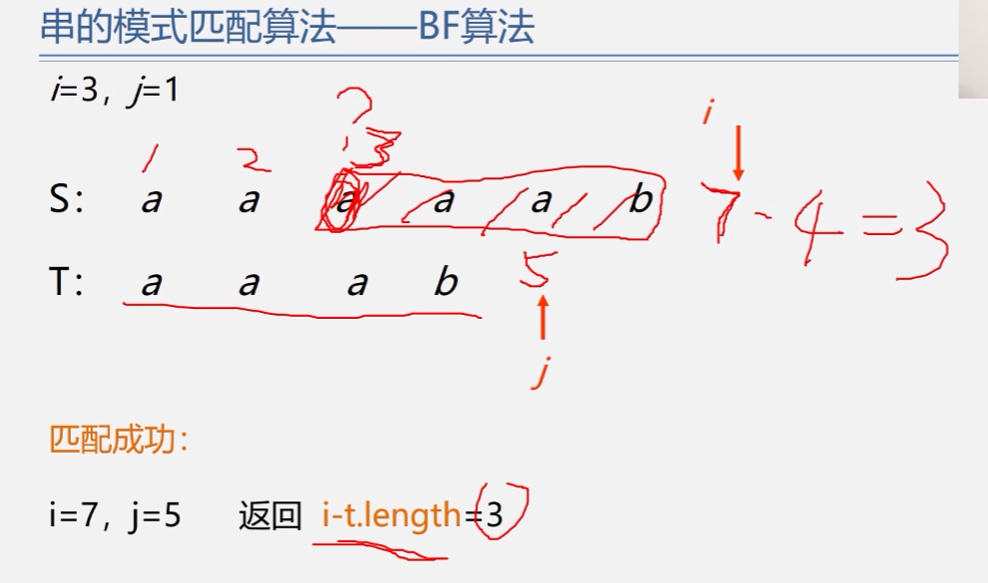 串的模式匹配算法——BF算法
i=3, j=1
?
1 2 3
i
S: a a a a a b 7-4=3
T: a a a b 5
j
匹配成功：
i=7, j=5 返回 i-t.length=3